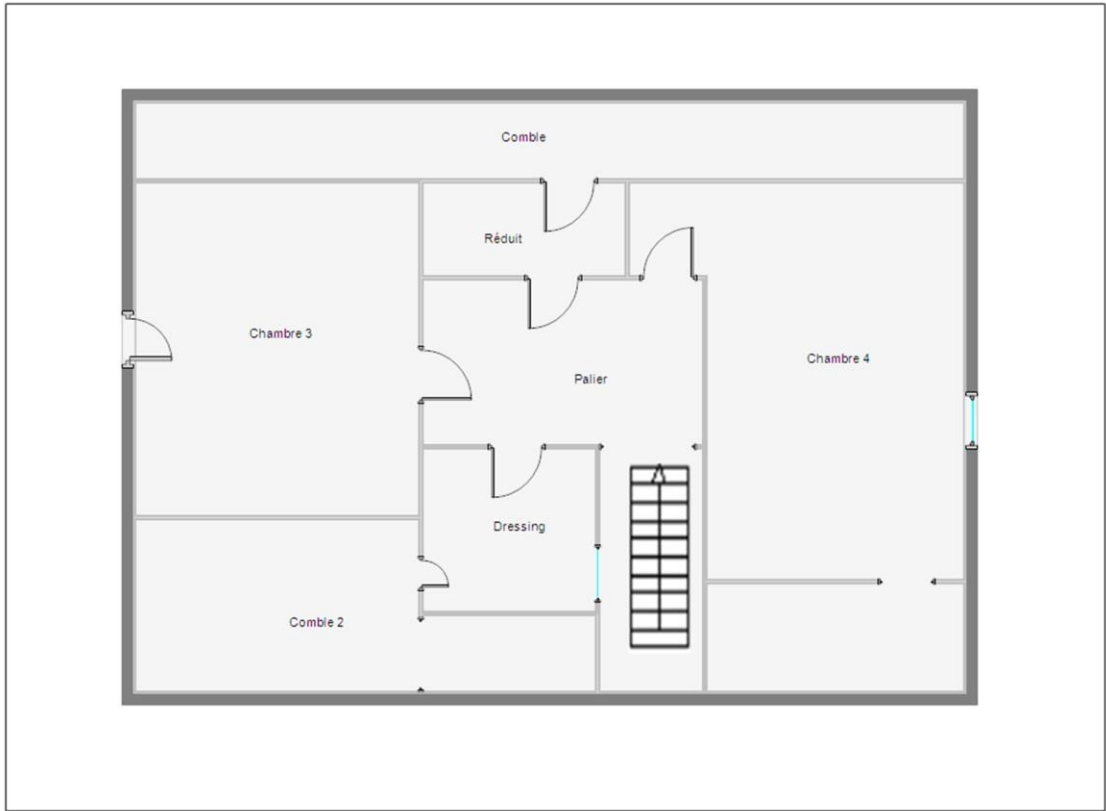 Comble
Réduit
Chambre 3
Chambre 4
Palier
Dressing
Comble 2